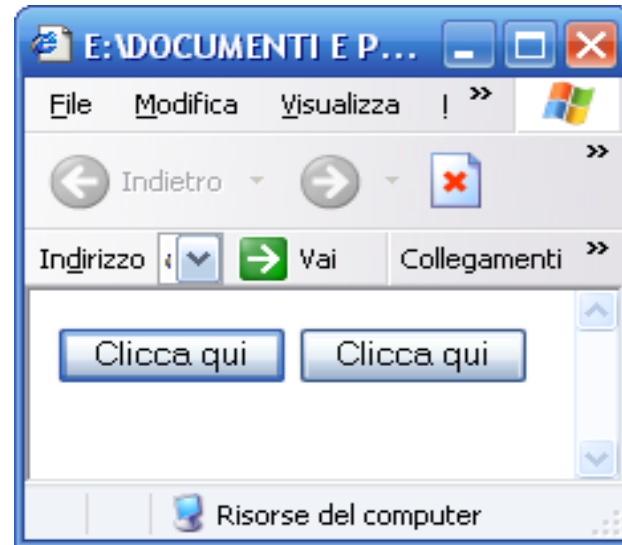 E:\DOCUMENTI E P...
File Modifica Visualizza »
Indietro »
Indirizzo Vai Collegamenti »
Clicca qui Clicca qui
Risorse del computer